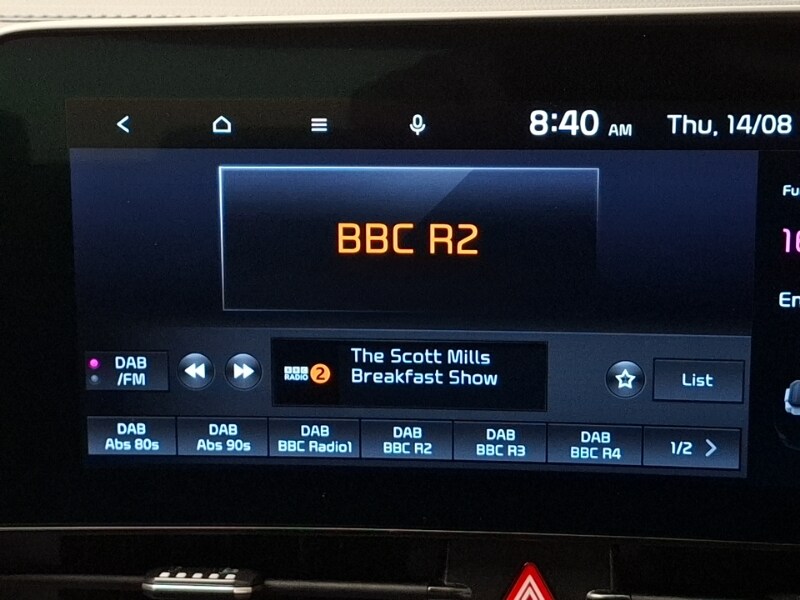 8:40 AM Thu, 14/08
BBC R2
DAB
/FM
BBC
RADIO 2
The Scott Mills
Breakfast Show
List
DAB
Abs 80s
DAB
Abs 90s
DAB
BBC Radio1
DAB
BBC R2
DAB
BBC R3
DAB
BBC R4
1/2